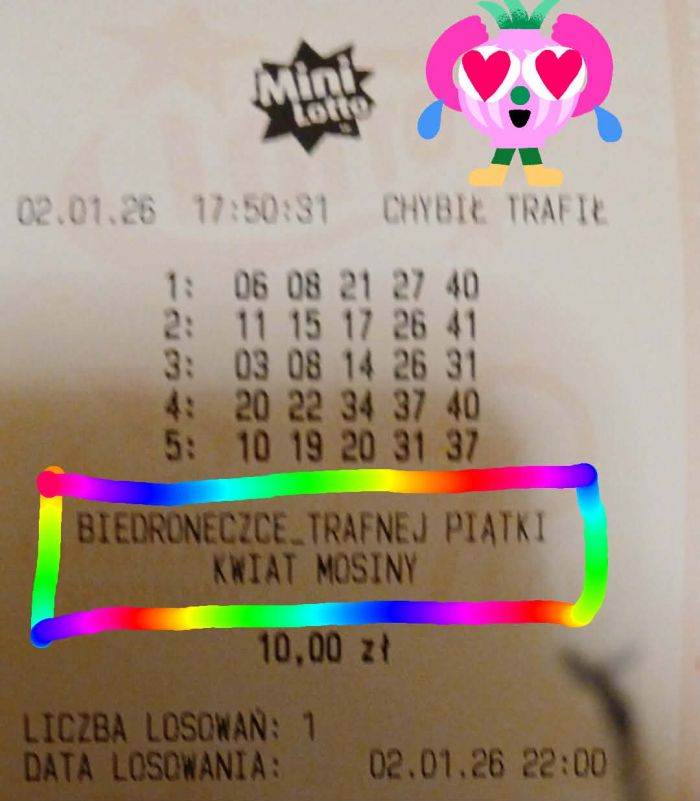 Mini
Lotto
02.01.26 17:50:31 CHYBIŁ TRAFIŁ
1: 06 08 21 27 40
2: 11 15 17 26 41
3: 03 08 14 26 31
4: 20 22 34 37 40
5: 10 19 20 31 37
BIEDRONECZCE_TRAFNEJ PIĄTKI
KWIAT MOSINY
10,00 zł
LICZBA LOSOWAŃ: 1
DATA LOSOWANIA: 02.01.26 22:00